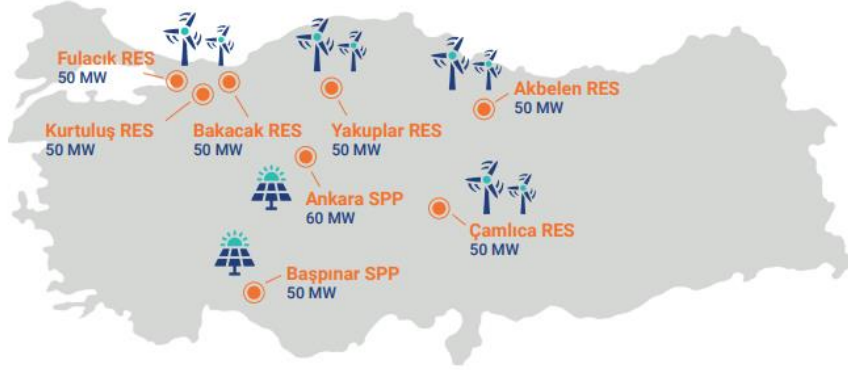 Fulacık RES
50 MW
Kurtuluş RES
50 MW
Bakacak RES
50 MW
Yakuplar RES
50 MW
Akbelen RES
50 MW
Ankara SPP
60 MW
Çamlıca RES
50 MW
Başpınar SPP
50 MW